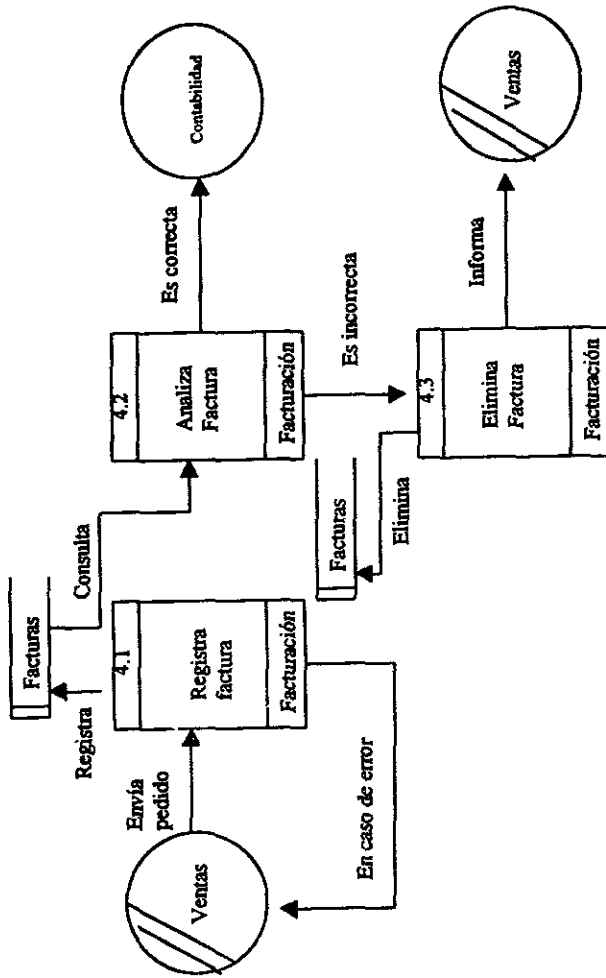 Facturas
Registra
Consulta
Ventas
Envía
pedido
4.1
Registra
factura
Facturación
En caso de error
4.2
Analiza
Factura
Facturación
Es correcta
Contabilidad
Es incorrecta
Facturas
Elimina
4.3
Elimina
Factura
Facturación
Informa
Ventas